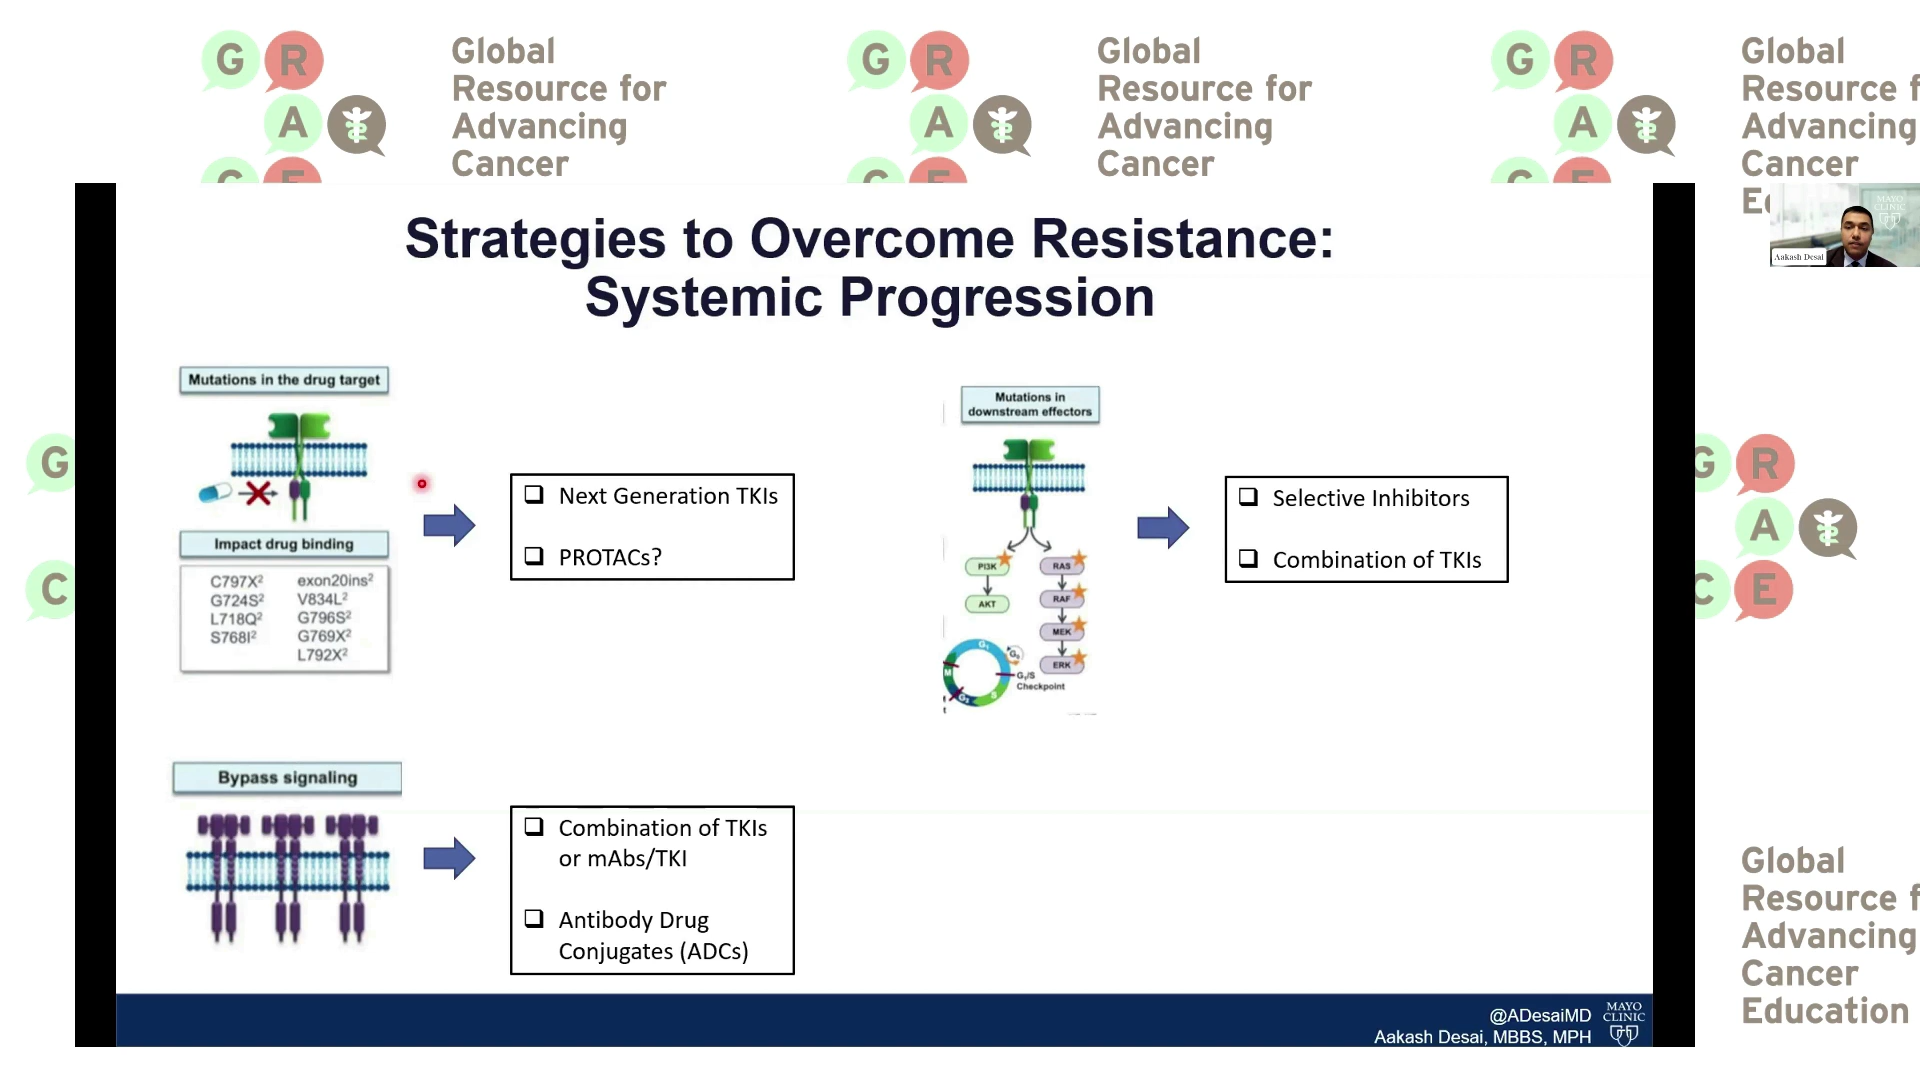 G R
A
C E
Global
Resource for
Advancing
Cancer
G R
A
C E
Global
Resource for
Advancing
Cancer
G R
A
C E
Global
Resource f
Advancing
Cancer
MAYO
CLINIC
Aakash Desai
Strategies to Overcome Resistance:
Systemic Progression
Mutations in the drug target
Impact drug binding
C797X²
G724S²
L718Q²
S768I²
exon20ins²
V834L²
G796S²
G769X²
L792X²
❑ Next Generation TKIs
❑ PROTACs?
Mutations in
downstream effectors
PI3K
AKT
RAS
RAF
MEK
ERK
G₁
G₀
M
S
G₂
G₁/S
Checkpoint
❑ Selective Inhibitors
❑ Combination of TKIs
Bypass signaling
❑ Combination of TKIs
or mAbs/TKI
❑ Antibody Drug
Conjugates (ADCs)
@ADesaiMD
Aakash Desai, MBBS, MPH
MAYO
CLINIC
G
C
G R
A
C E
Global
Resource f
Advancing
Cancer
Education